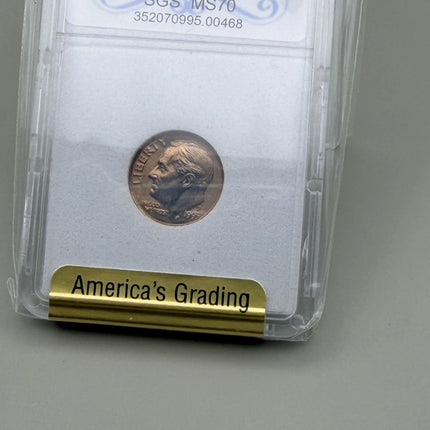 SGS MS70
352070995.00468
LIBERTY
America's Grading